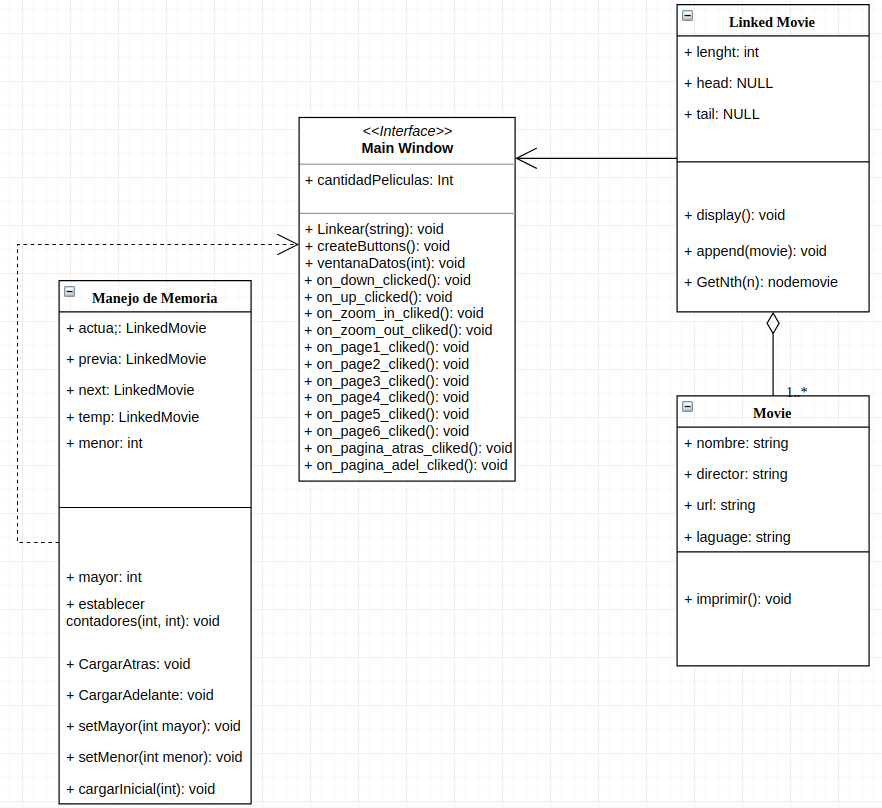 Linked Movie
+ lenght: int
+ head: NULL
+ tail: NULL
+ display(): void
+ append(movie): void
+ GetNth(n): nodemovie
<<Interface>>
Main Window
+ cantidadPeliculas: Int
+ Linkear(string): void
+ createButtons(): void
+ ventanaDatos(int): void
+ on_down_clicked(): void
+ on_up_clicked(): void
+ on_zoom_in_cliked(): void
+ on_zoom_out_cliked(): void
+ on_page1_cliked(): void
+ on_page2_cliked(): void
+ on_page3_cliked(): void
+ on_page4_cliked(): void
+ on_page5_cliked(): void
+ on_page6_cliked(): void
+ on_pagina_atras_cliked(): void
+ on_pagina_adel_cliked(): void
Manejo de Memoria
+ actua;: LinkedMovie
+ previa: LinkedMovie
+ next: LinkedMovie
+ temp: LinkedMovie
+ menor: int
+ mayor: int
+ establecer
contadores(int, int): void
+ CargarAtras: void
+ CargarAdelante: void
+ setMayor(int mayor): void
+ setMenor(int menor): void
+ cargarInicial(int): void
1..*
Movie
+ nombre: string
+ director: string
+ url: string
+ laguage: string
+ imprimir(): void